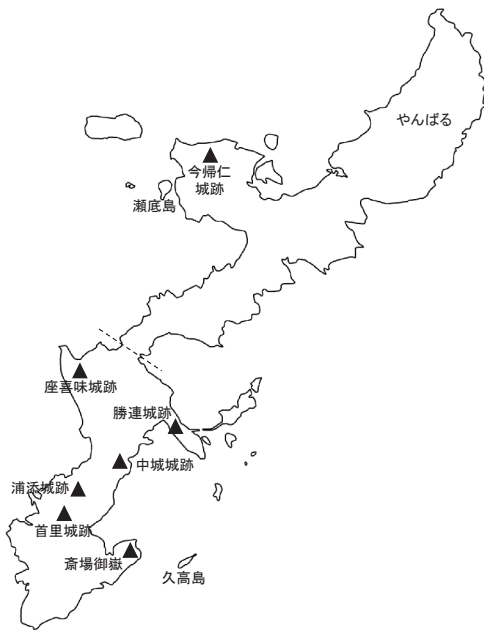 やんばる
今帰仁
城跡
瀬底島
座喜味城跡
勝連城跡
中城城跡
浦添城跡
首里城跡
斎場御嶽
久高島